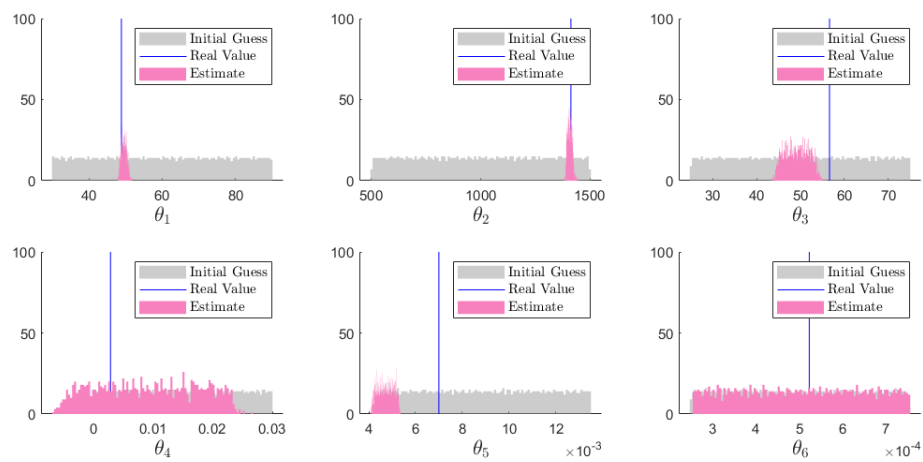 100
50
0
40 60 80
θ1
Initial Guess
Real Value
Estimate
100
50
0
500 1000 1500
θ2
Initial Guess
Real Value
Estimate
100
50
0
30 40 50 60 70
θ3
Initial Guess
Real Value
Estimate
100
50
0
0 0.01 0.02 0.03
θ4
Initial Guess
Real Value
Estimate
100
50
0
4 6 8 10 12
×10-3
θ5
Initial Guess
Real Value
Estimate
100
50
0
3 4 5 6 7
×10-4
θ6
Initial Guess
Real Value
Estimate